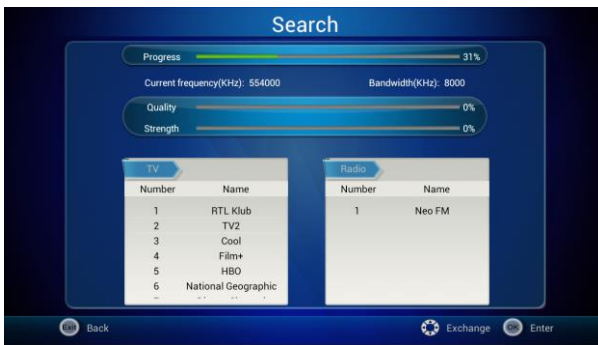 Search
Progress 31%
Current frequency(KHz): 554000 Bandwidth(KHz): 8000
Quality 0%
Strength 0%
TV Radio
Number Name Number Name
1 RTL Klub 1 Neo FM
2 TV2
3 Cool
4 Film+
5 HBO
6 National Geographic
Exit Back Exchange OK Enter